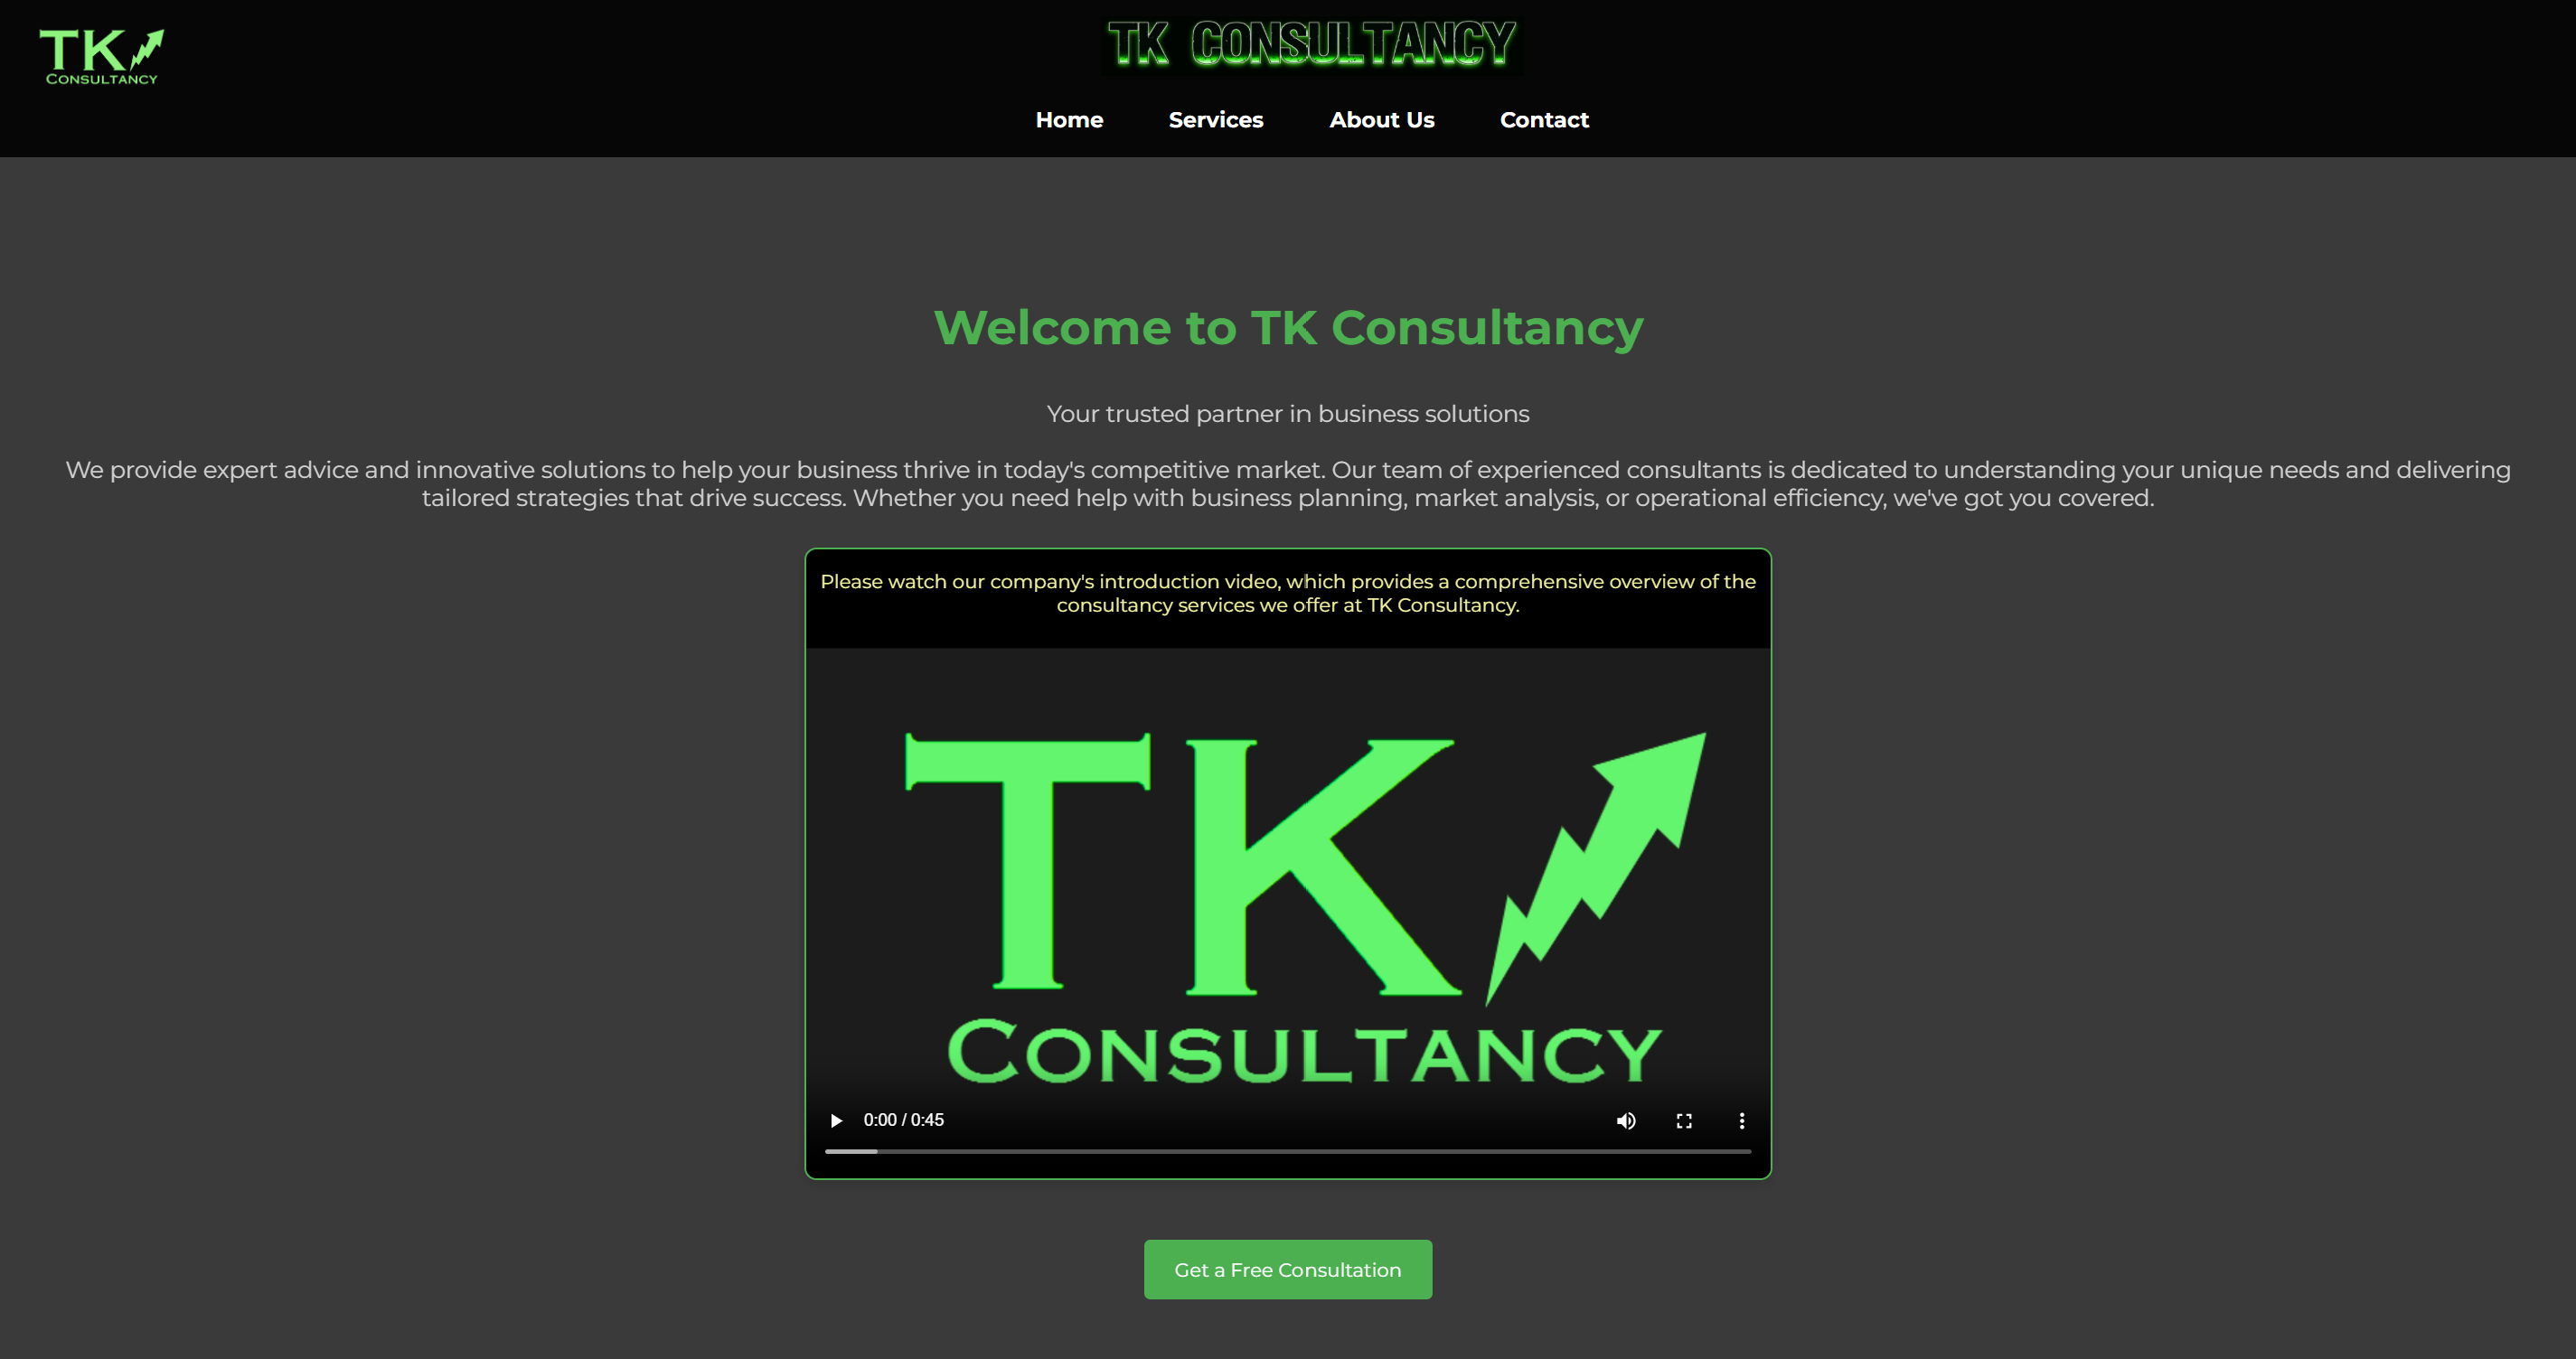 TK
CONSULTANCY
TK CONSULTANCY
Home Services About Us Contact
Welcome to TK Consultancy
Your trusted partner in business solutions
We provide expert advice and innovative solutions to help your business thrive in today's competitive market. Our team of experienced consultants is dedicated to understanding your unique needs and delivering
tailored strategies that drive success. Whether you need help with business planning, market analysis, or operational efficiency, we've got you covered.
Please watch our company's introduction video, which provides a comprehensive overview of the
consultancy services we offer at TK Consultancy.
TK
CONSULTANCY
0:00 / 0:45
Get a Free Consultation